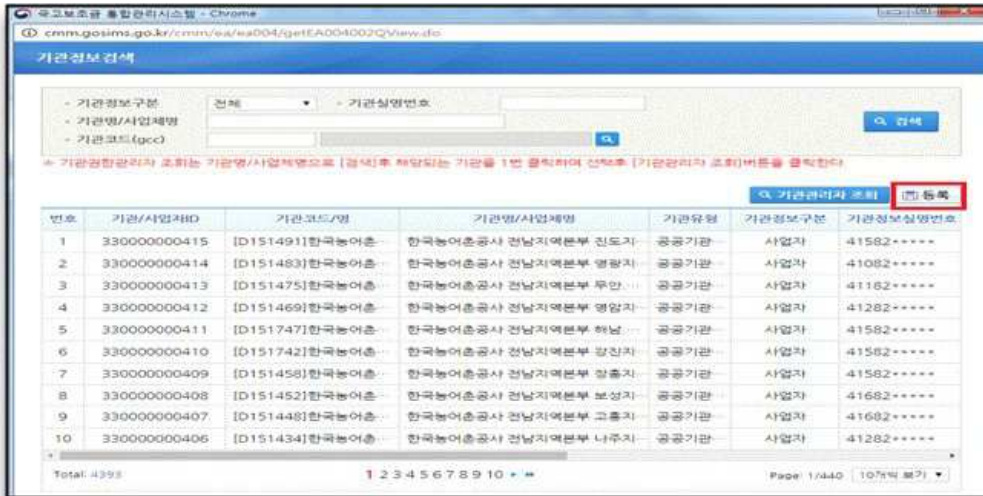 국고보조금 통합관리시스템 - Chrome
cmm.gosims.go.kr/cmm/ea/ea004/getEA004002QView.do
기관정보검색
기관정보구분 전체 기관실명번호
기관명/사업체명 검색
기관코드(gcc)
※ 기관권한관리자 조회는 기관명/사업체명으로 [검색]후 해당되는 기관을 1번 클릭하여 선택후 [기관관리자 조회]버튼을 클릭한다
기관관리자 조회 등록
번호 기관/사업자ID 기관코드/명 기관명/사업체명 기관유형 기관정보구분 기관정보실명번호
1 330000000415 [D151491]한국농어촌… 한국농어촌공사 전남지역본부 진도지… 공공기관… 사업자 41582*****
2 330000000414 [D151483]한국농어촌… 한국농어촌공사 전남지역본부 영광지… 공공기관… 사업자 41082*****
3 330000000413 [D151475]한국농어촌… 한국농어촌공사 전남지역본부 무안… 공공기관… 사업자 41182*****
4 330000000412 [D151469]한국농어촌… 한국농어촌공사 전남지역본부 영암지… 공공기관… 사업자 41282*****
5 330000000411 [D151747]한국농어촌… 한국농어촌공사 전남지역본부 해남… 공공기관… 사업자 41582*****
6 330000000410 [D151742]한국농어촌… 한국농어촌공사 전남지역본부 강진지… 공공기관… 사업자 41582*****
7 330000000409 [D151458]한국농어촌… 한국농어촌공사 전남지역본부 장흥지… 공공기관… 사업자 41582*****
8 330000000408 [D151452]한국농어촌… 한국농어촌공사 전남지역본부 보성지… 공공기관… 사업자 41682*****
9 330000000407 [D151448]한국농어촌… 한국농어촌공사 전남지역본부 고흥지… 공공기관… 사업자 41682*****
10 330000000406 [D151434]한국농어촌… 한국농어촌공사 전남지역본부 나주지… 공공기관… 사업자 41282*****
Total: 4393 1 2 3 4 5 6 7 8 9 10 Page: 1/440 10개씩 보기